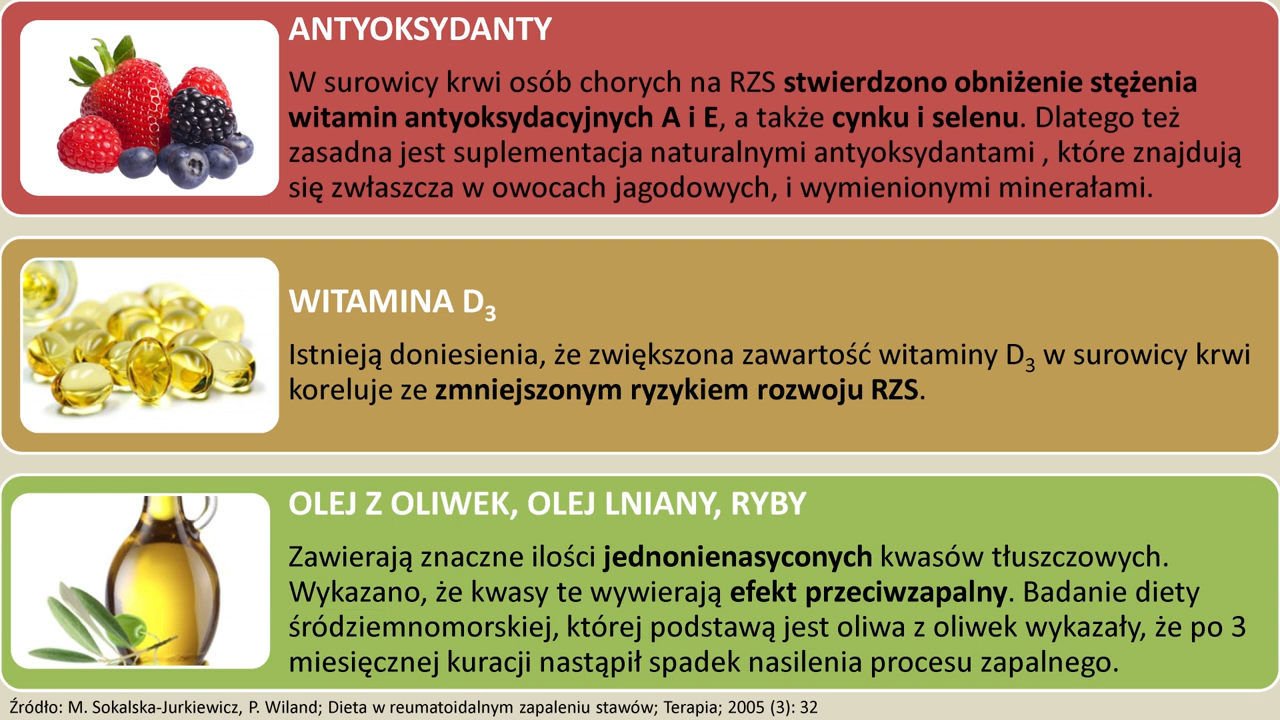 ANTYOKSYDANTY
W surowicy krwi osób chorych na RZS stwierdzono obniżenie stężenia
witamin antyoksydacyjnych A i E, a także cynku i selenu. Dlatego też
zasadna jest suplementacja naturalnymi antyoksydantami , które znajdują
się zwłaszcza w owocach jagodowych, i wymienionymi minerałami.
WITAMINA D₃
Istnieją doniesienia, że zwiększona zawartość witaminy D₃ w surowicy krwi
koreluje ze zmniejszonym ryzykiem rozwoju RZS.
OLEJ Z OLIWEK, OLEJ LNIANY, RYBY
Zawierają znaczne ilości jednonienasyconych kwasów tłuszczowych.
Wykazano, że kwasy te wywierają efekt przeciwzapalny. Badanie diety
śródziemnomorskiej, której podstawą jest oliwa z oliwek wykazały, że po 3
miesięcznej kuracji nastąpił spadek nasilenia procesu zapalnego.
Źródło: M. Sokalska-Jurkiewicz, P. Wiland; Dieta w reumatoidalnym zapaleniu stawów; Terapia; 2005 (3): 32